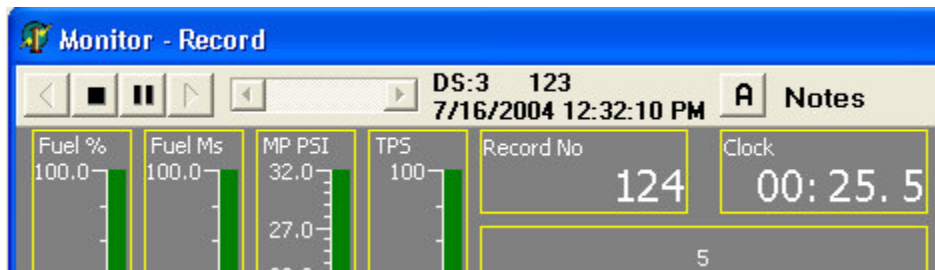 Monitor - Record
DS:3 123
7/16/2004 12:32:10 PM
A Notes
Fuel % Fuel Ms MP PSI TPS Record No Clock
100.0 100.0 32.0 100 124 00:25.5
27.0
5